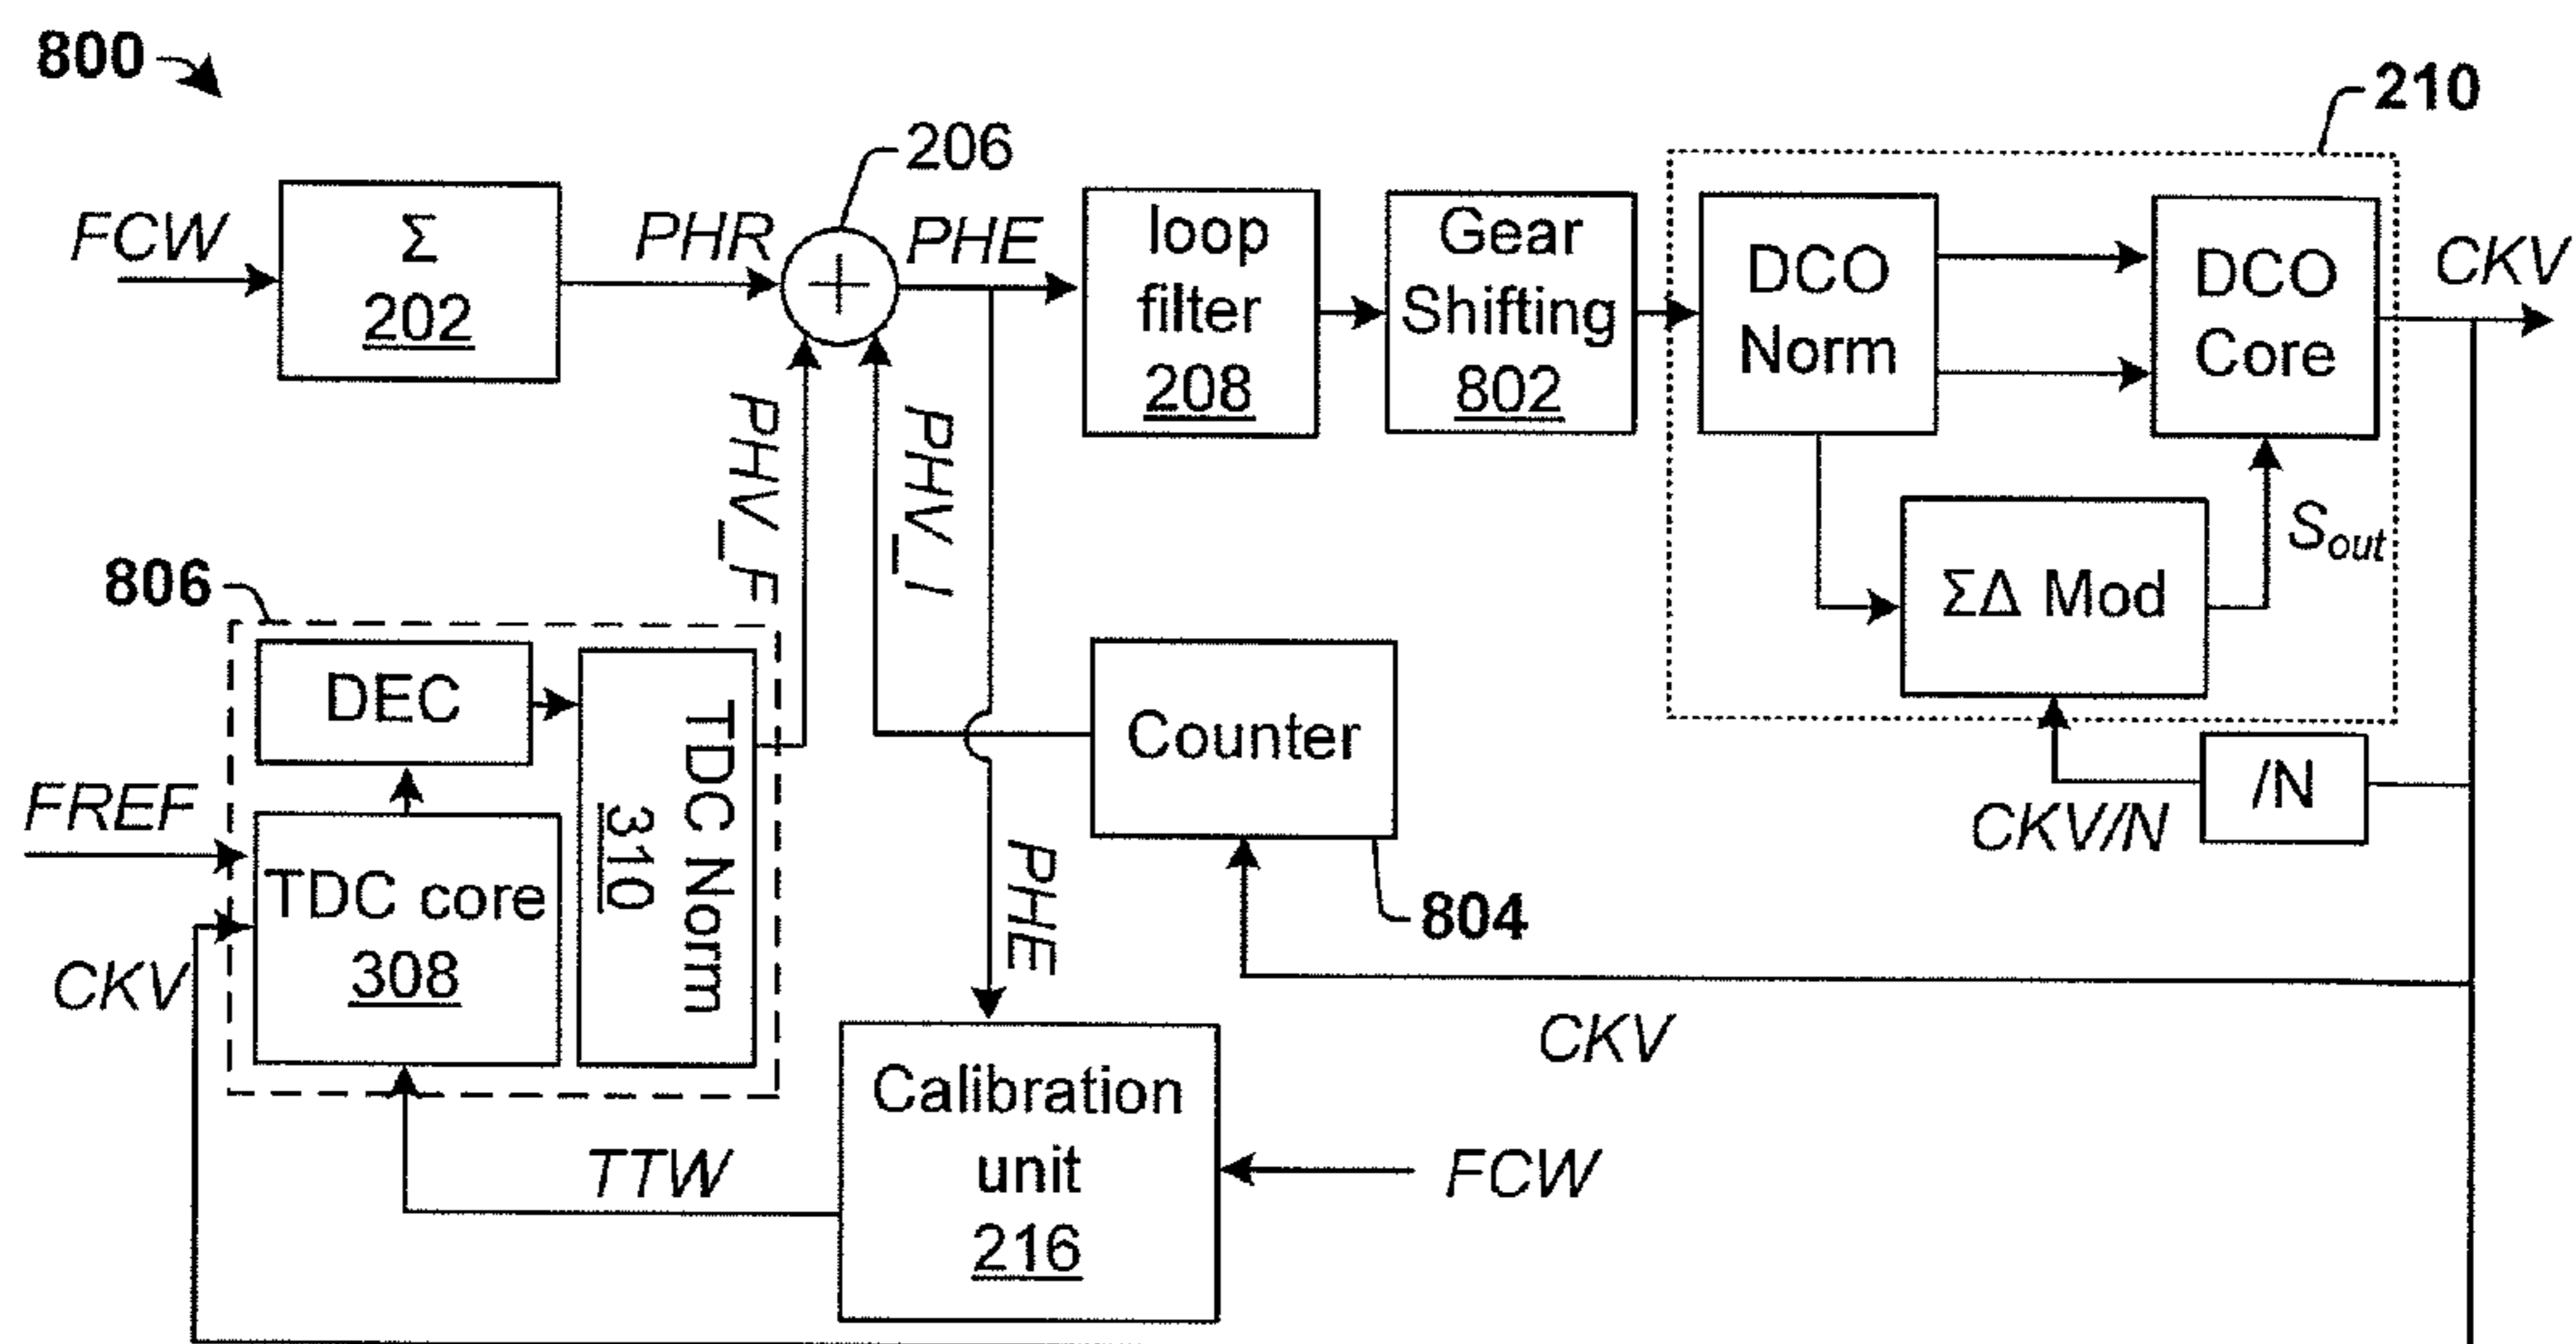 800
210
206
FCW
Σ
202
PHR
+
PHE
loop
filter
208
Gear
Shifting
802
DCO
Norm
DCO
Core
CKV
PHV_F
PHV_I
S_out
ΣΔ Mod
806
DEC
TDC Norm
310
Counter
/N
CKV/N
FREF
TDC core
308
CKV
PHE
804
CKV
Calibration
unit
216
TTW
FCW